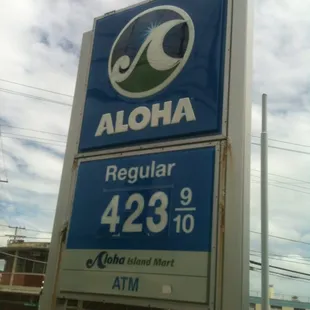 ALOHA
Regular
423 9/10
Aloha Island Mart
ATM